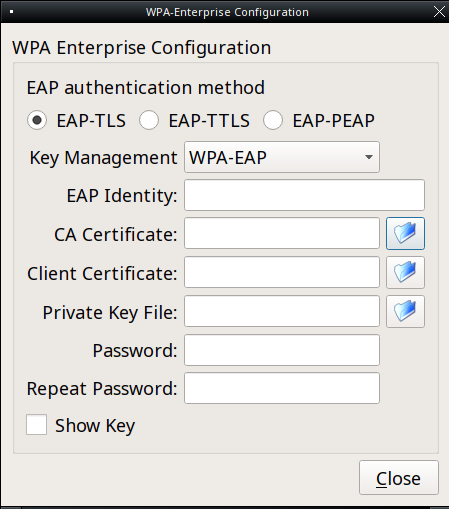 WPA-Enterprise Configuration
WPA Enterprise Configuration
EAP authentication method
EAP-TLS EAP-TTLS EAP-PEAP
Key Management WPA-EAP
EAP Identity:
CA Certificate:
Client Certificate:
Private Key File:
Password:
Repeat Password:
Show Key
Close